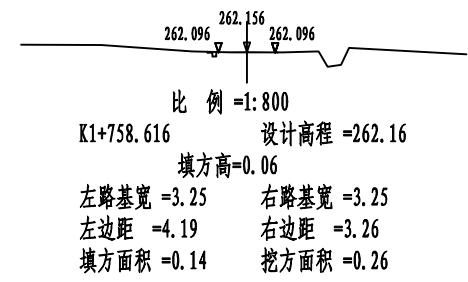 262.156
262.096 262.096
比 例 =1:800
K1+758.616 设计高程 =262.16
填方高=0.06
左路基宽 =3.25 右路基宽 =3.25
左边距 =4.19 右边距 =3.26
填方面积 =0.14 挖方面积 =0.26